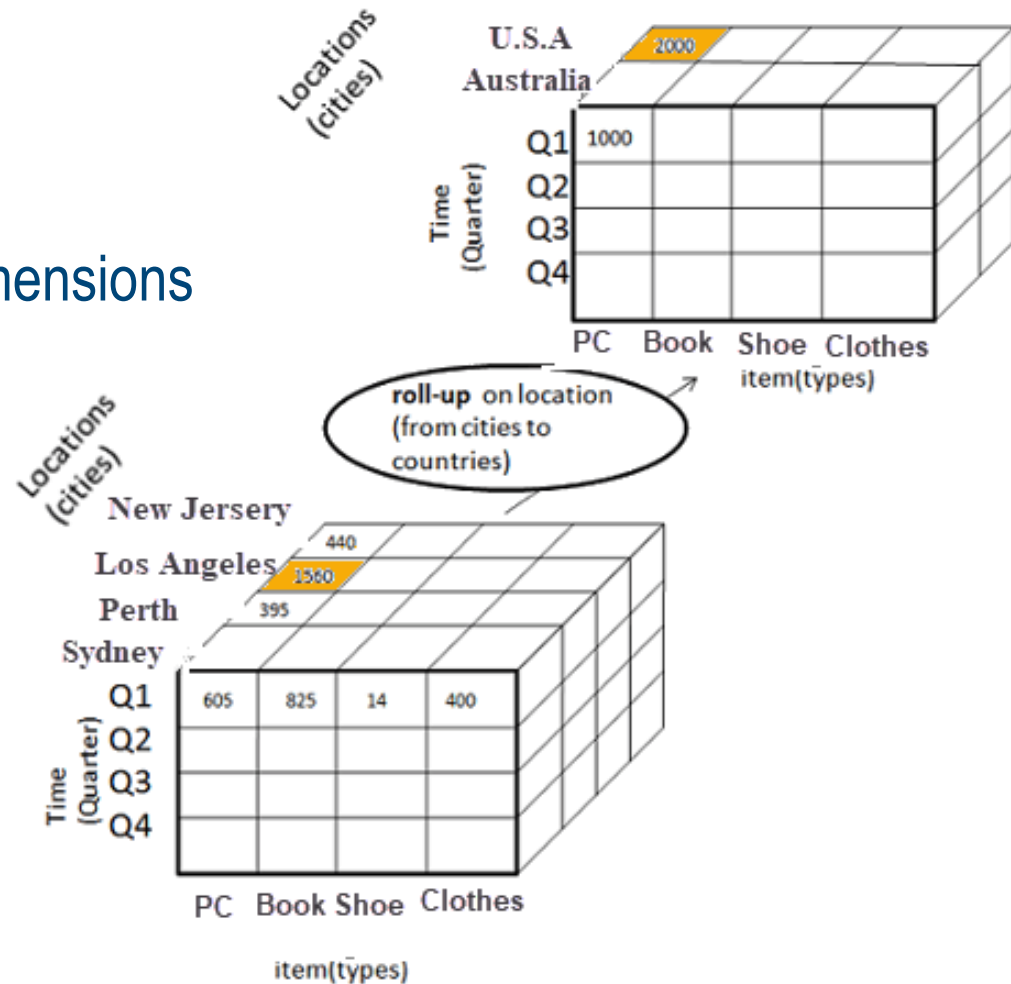 Locations
(cities)
U.S.A
2000
Australia
Q1 1000
Q2
Q3
Q4
Time
(Quarter)
PC Book Shoe Clothes
item(types)
roll-up on location
(from cities to
countries)
Locations
(cities)
New Jersery
440
Los Angeles
1560
Perth
395
Sydney
Q1 605 825 14 400
Q2
Q3
Q4
Time
(Quarter)
PC Book Shoe Clothes
item(types)